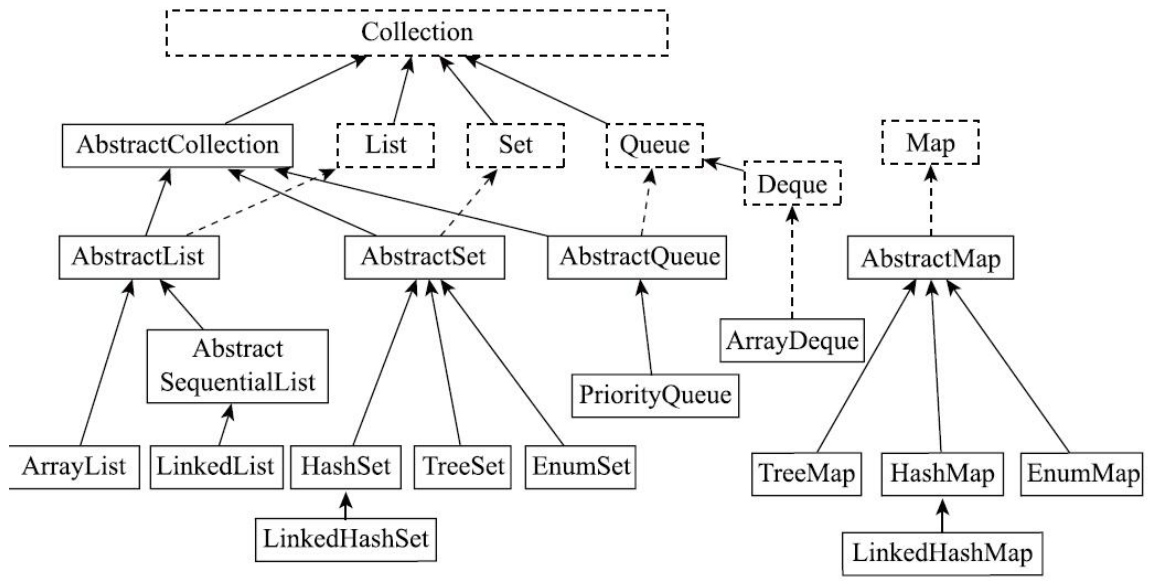 Collection
AbstractCollection
List
Set
Queue
Map
Deque
AbstractList
AbstractSet
AbstractQueue
AbstractMap
ArrayDeque
Abstract
SequentialList
PriorityQueue
ArrayList
LinkedList
HashSet
TreeSet
EnumSet
TreeMap
HashMap
EnumMap
LinkedHashSet
LinkedHashMap